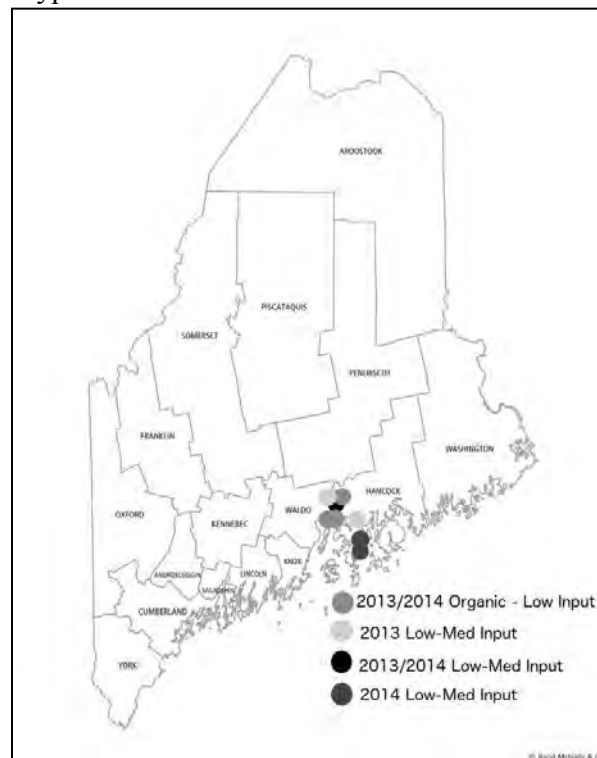 AROOSTOOK
PISCATAQUIS
SOMERSET
PENOBSCOT
FRANKLIN
WASHINGTON
HANCOCK
OXFORD
WALDO
KENNEBEC
KNOX
ANDROSCOGGIN
LINCOLN
SAGADAHOC
CUMBERLAND
YORK
2013/2014 Organic - Low Input
2013 Low-Med Input
2013/2014 Low-Med Input
2014 Low-Med Input